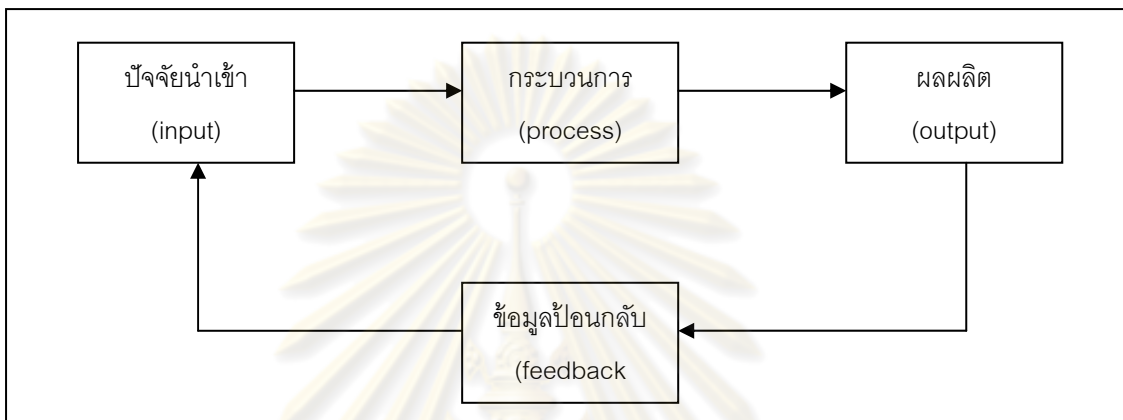 ปัจจัยนำเข้า
(input)
กระบวนการ
(process)
ผลผลิต
(output)
ข้อมูลป้อนกลับ
(feedback